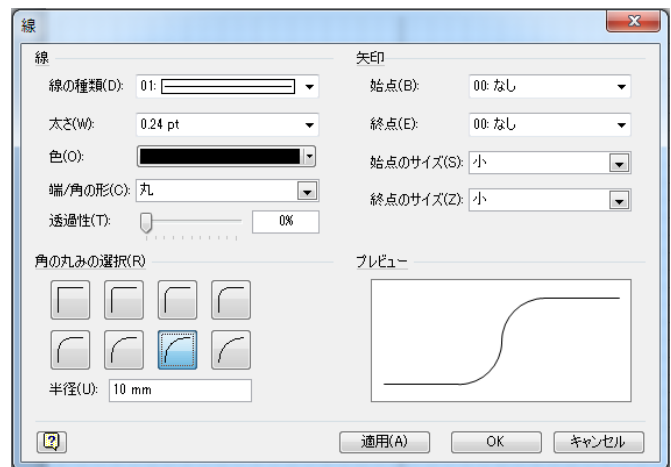 線
線
線の種類(D): 01:
太さ(W): 0.24 pt
色(O):
端/角の形(C): 丸
透過性(T): 0%
角の丸みの選択(R)
半径(U): 10 mm
矢印
始点(B): 00: なし
終点(E): 00: なし
始点のサイズ(S): 小
終点のサイズ(Z): 小
プレビュー
?
適用(A)
OK
キャンセル